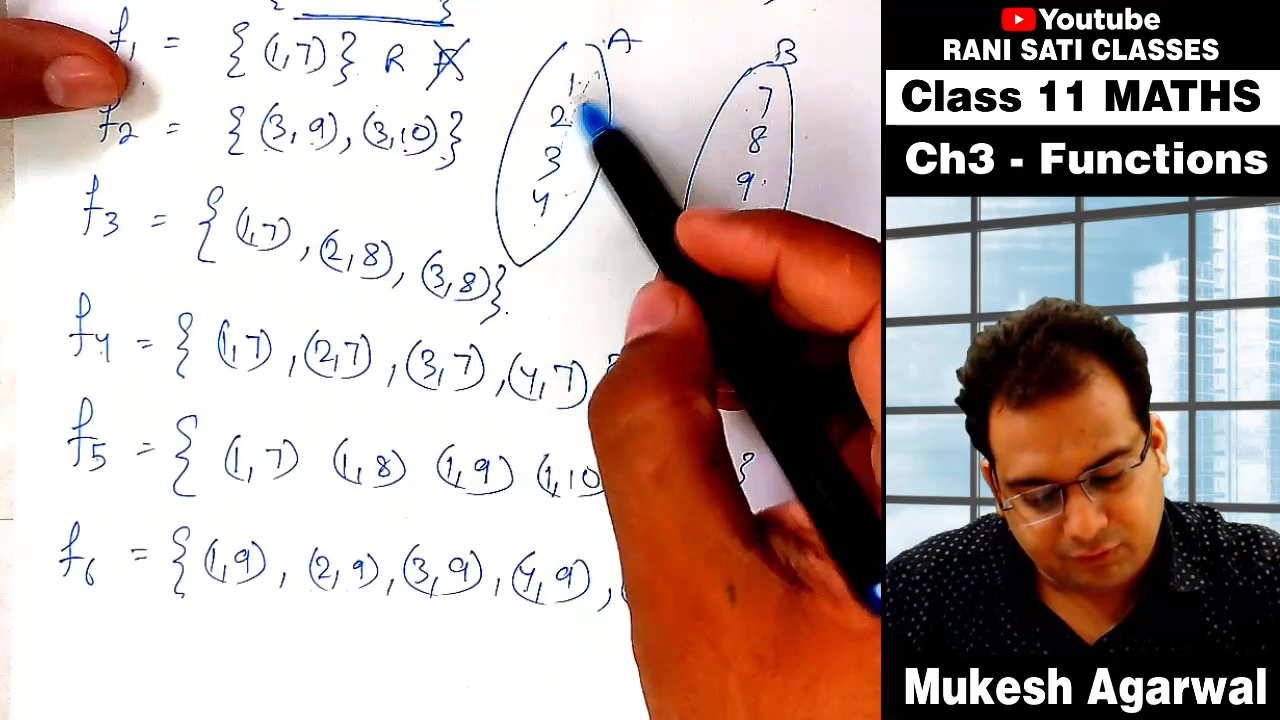 f1 = {(1,7)} R
f2 = {(3,9), (3,10)}
f3 = {(1,7), (2,8), (3,8)}
f4 = {(1,7), (2,7), (3,7), (4,7)
f5 = {(1,7) (1,8) (1,9) (1,10 }
f6 = {(1,9), (2,9), (3,9), (4,9),
A
1
2
3
4
B
7
8
9
Youtube
RANI SATI CLASSES
Class 11 MATHS
Ch3 - Functions
Mukesh Agarwal